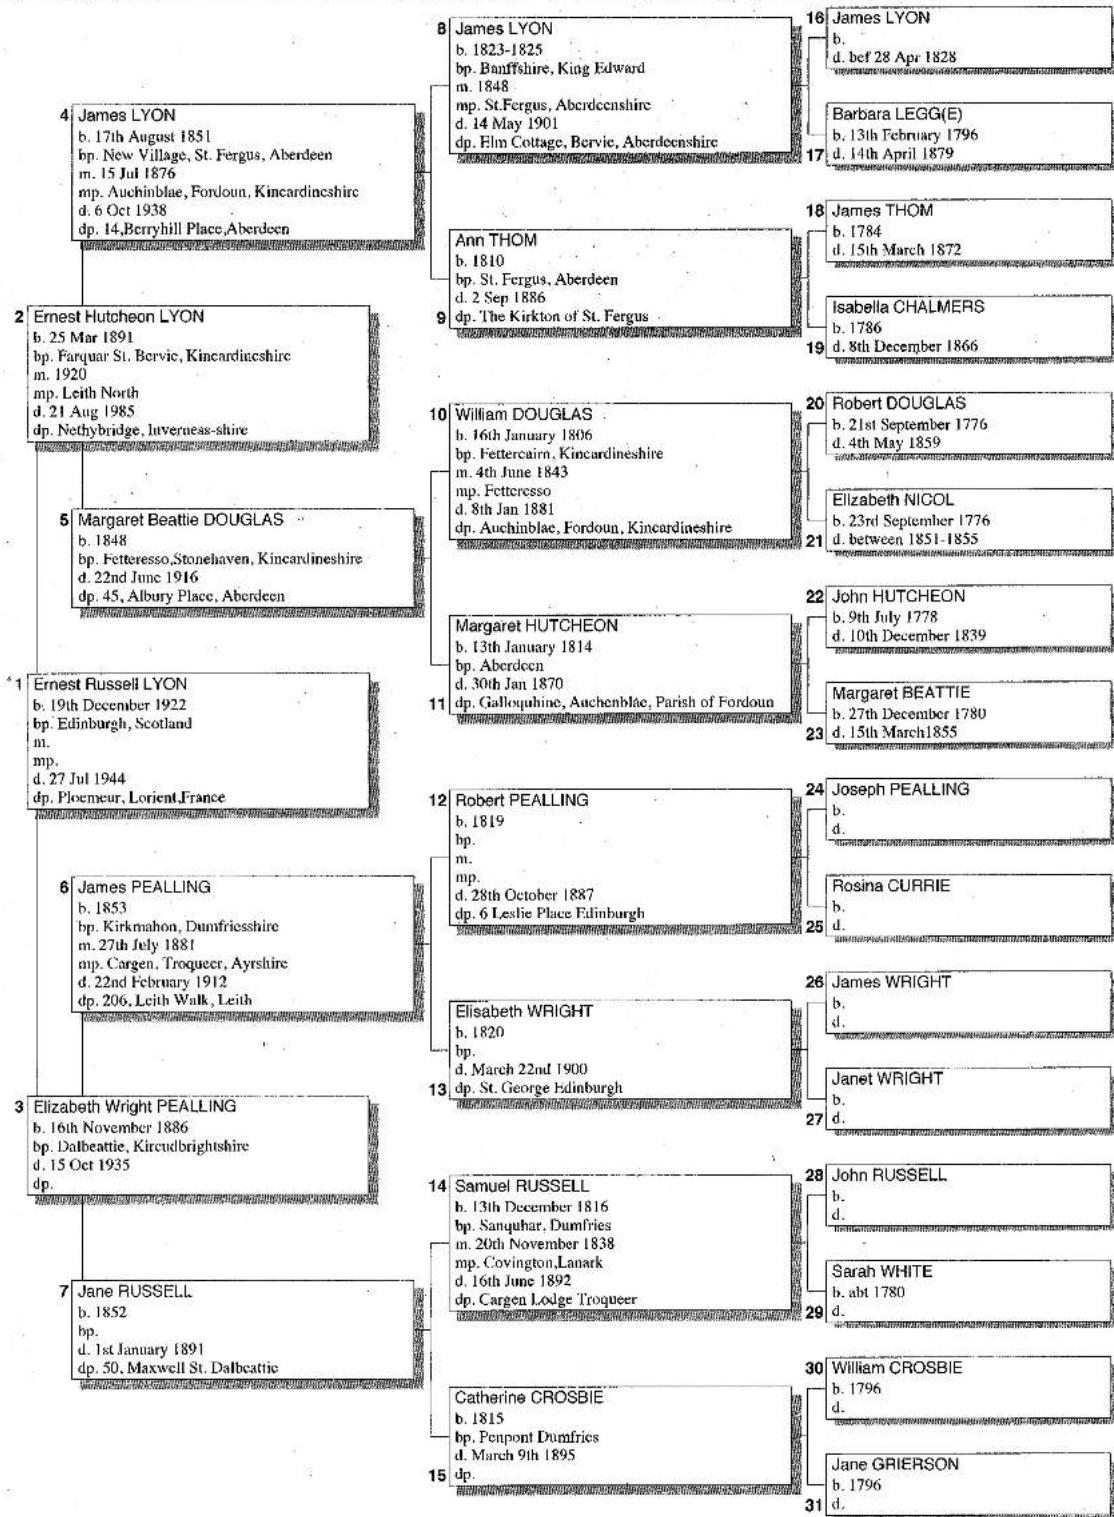 8 James LYON
b. 1823-1825
bp. Banffshire, King Edward
m. 1848
mp. St.Fergus, Aberdeenshire
d. 14 May 1901
dp. Elm Cottage, Bervie, Aberdeenshire
16 James LYON
b.
d. bef 28 Apr 1828
Barbara LEGG(E)
b. 13th February 1796
17 d. 14th April 1879
4 James LYON
b. 17th August 1851
bp. New Village, St. Fergus, Aberdeen
m. 15 Jul 1876
mp. Auchinblae, Fordoun, Kincardineshire
d. 6 Oct 1938
dp. 14,Berryhill Place,Aberdeen
Ann THOM
b. 1810
bp. St. Fergus, Aberdeen
d. 2 Sep 1886
9 dp. The Kirkton of St. Fergus
18 James THOM
b. 1784
d. 15th March 1872
Isabella CHALMERS
b. 1786
19 d. 8th December 1866
2 Ernest Hutcheon LYON
b. 25 Mar 1891
bp. Farquar St. Bervie, Kincardineshire
m. 1920
mp. Leith North
d. 21 Aug 1985
dp. Nethybridge, Inverness-shire
10 William DOUGLAS
b. 16th January 1806
bp. Fettercairn, Kincardineshire
m. 4th June 1843
mp. Fetteresso
d. 8th Jan 1881
dp. Auchinblae, Fordoun, Kincardineshire
20 Robert DOUGLAS
b. 21st September 1776
d. 4th May 1859
Elizabeth NICOL
b. 23rd September 1776
21 d. between 1851-1855
5 Margaret Beattie DOUGLAS
b. 1848
bp. Fetteresso,Stonehaven, Kincardineshire
d. 22nd June 1916
dp. 45, Albury Place, Aberdeen
Margaret HUTCHEON
b. 13th January 1814
bp. Aberdeen
d. 30th Jan 1870
11 dp. Galloquhine, Auchenblae, Parish of Fordoun
22 John HUTCHEON
b. 9th July 1778
d. 10th December 1839
Margaret BEATTIE
b. 27th December 1780
23 d. 15th March1855
1 Ernest Russell LYON
b. 19th December 1922
bp. Edinburgh, Scotland
m.
mp.
d. 27 Jul 1944
dp. Ploemeur, Lorient,France
12 Robert PEALLING
b. 1819
bp.
m.
mp.
d. 28th October 1887
dp. 6 Leslie Place Edinburgh
24 Joseph PEALLING
b.
d.
Rosina CURRIE
b.
25 d.
6 James PEALLING
b. 1853
bp. Kirkmahon, Dumfriesshire
m. 27th July 1881
mp. Cargen, Troqueer, Ayrshire
d. 22nd February 1912
dp. 206, Leith Walk, Leith
Elisabeth WRIGHT
b. 1820
bp.
d. March 22nd 1900
13 dp. St. George Edinburgh
26 James WRIGHT
b.
d.
Janet WRIGHT
b.
27 d.
3 Elizabeth Wright PEALLING
b. 16th November 1886
bp. Dalbeattie, Kircudbrightshire
d. 15 Oct 1935
dp.
14 Samuel RUSSELL
b. 13th December 1816
bp. Sanquhar, Dumfries
m. 20th November 1838
mp. Covington,Lanark
d. 16th June 1892
dp. Cargen Lodge Troqueer
28 John RUSSELL
b.
d.
Sarah WHITE
b. abt 1780
29 d.
7 Jane RUSSELL
b. 1852
bp.
d. 1st January 1891
dp. 50, Maxwell St. Dalbeattie
Catherine CROSBIE
b. 1815
bp. Penpont Dumfries
d. March 9th 1895
15 dp.
30 William CROSBIE
b. 1796
d.
Jane GRIERSON
b. 1796
31 d.